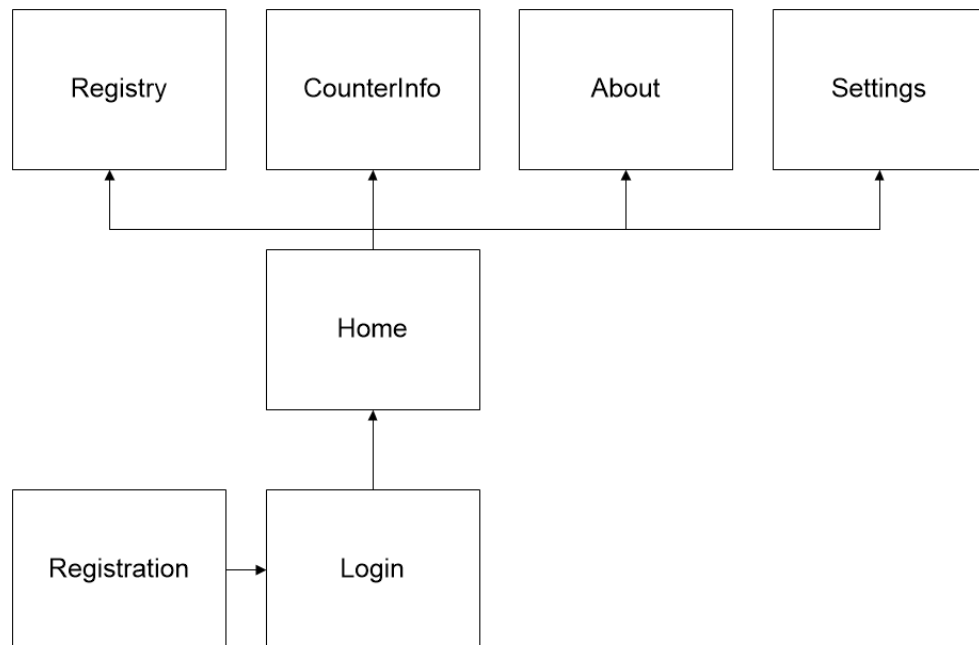 Registry
CounterInfo
About
Settings
Home
Registration
Login